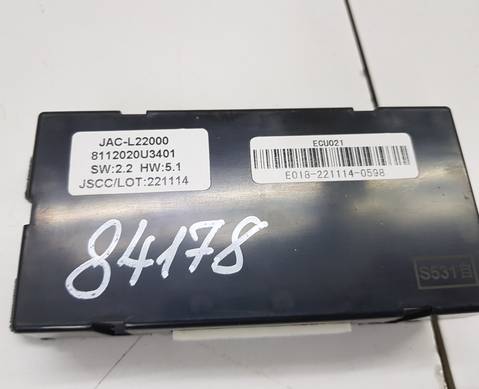 JAC-L22000
8112020U3401
SW:2.2 HW:5.1
JSCC/LOT:221114
ECU021
E018-221114-0598
84178
S531